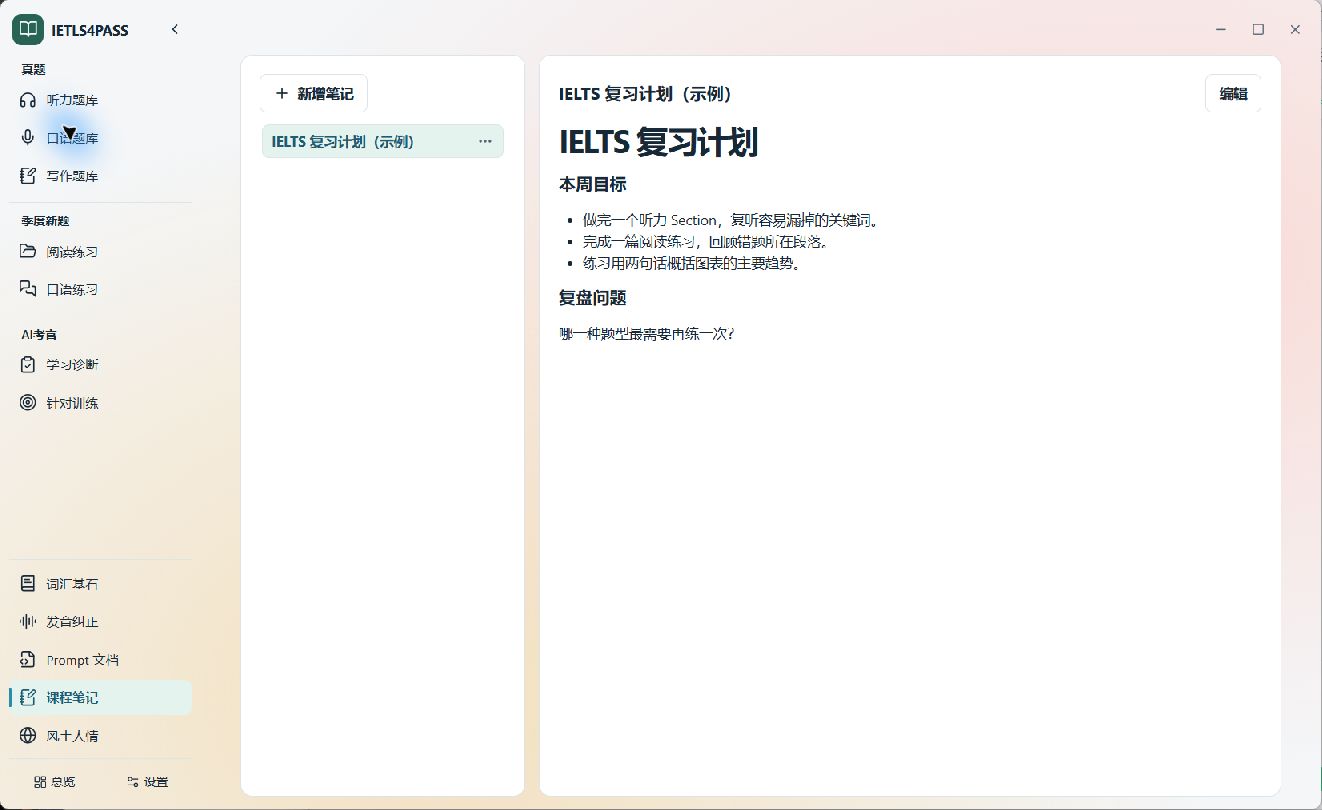 IETLS4PASS
真题
听力题库
口语题库
写作题库
季度新题
阅读练习
口语练习
AI考官
学习诊断
针对训练
词汇基石
发音纠正
Prompt 文档
课程笔记
风土人情
总览
设置
新增笔记
IELTS 复习计划（示例）
IELTS 复习计划（示例）
编辑
IELTS 复习计划
本周目标
做完一个听力 Section，复听容易漏掉的关键词。
完成一篇阅读练习，回顾错题所在段落。
练习用两句话概括图表的主要趋势。
复盘问题
哪一种题型最需要再练一次？